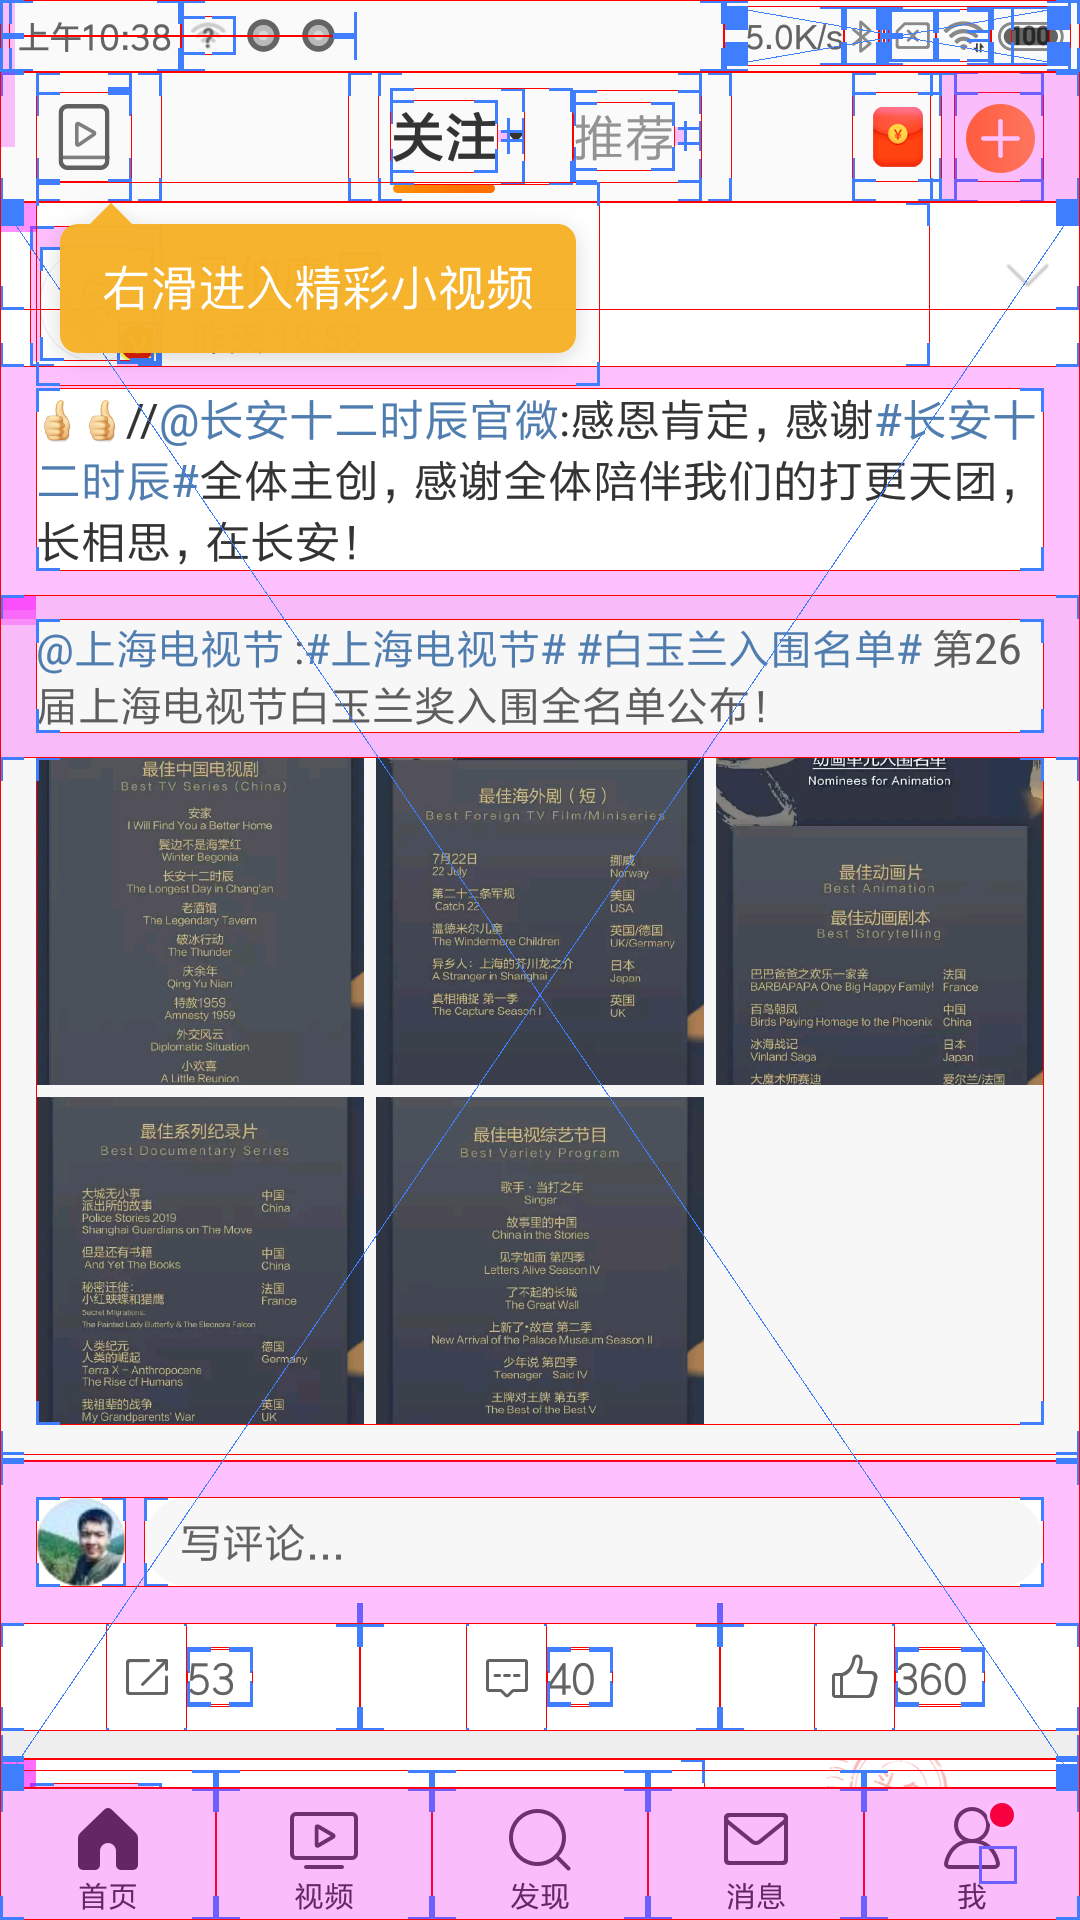 上午10:38
5.0K/s
100
关注
推荐
右滑进入精彩小视频
👍🏻👍🏻//@长安十二时辰官微:感恩肯定，感谢#长安十
二时辰#全体主创，感谢全体陪伴我们的打更天团，
长相思，在长安！
@上海电视节 :#上海电视节# #白玉兰入围名单# 第26
届上海电视节白玉兰奖入围全名单公布！
最佳中国电视剧
Best TV Series (China)
安家
I Will Find You a Better Home
鬓边不是海棠红
Winter Begonia
长安十二时辰
The Longest Day in Chang'an
老酒馆
The Legendary Tavern
破冰行动
The Thunder
庆余年
Qing Yu Nian
特赦1959
Amnesty 1959
外交风云
Diplomatic Situation
小欢喜
A Little Reunion
最佳海外剧（短）
Best Foreign TV Film/Miniseries
7月22日 挪威
22 July Norway
第二十二条军规 美国
Catch 22 USA
温德米尔儿童 英国/德国
The Windermere Children UK/Germany
异乡人：上海的芥川龙之介 日本
A Stranger in Shanghai Japan
真相捕捉 第一季 英国
The Capture Season I UK
动画单元入围名单
Nominees for Animation
最佳动画片
Best Animation
最佳动画剧本
Best Storytelling
巴巴爸爸之欢乐一家亲 法国
BARBAPAPA One Big Happy Family! France
百鸟朝凤 中国
Birds Paying Homage to the Phoenix China
冰海战记 日本
Vinland Saga Japan
大魔术师赛迪 爱尔兰/法国
最佳系列纪录片
Best Documentary Series
大城无小事 中国
派出所的故事 China
Police Stories 2019
Shanghai Guardians on The Move
但是还有书籍 中国
And Yet The Books China
秘密迁徙： 法国
小红蛱蝶和猎鹰 France
Secret Migrations:
The Painted Lady Butterfly & The Eleonora Falcon
人类纪元 德国
人类的崛起 Germany
Terra X - Anthropocene
The Rise of Humans
我祖辈的战争 英国
My Grandparents' War UK
最佳电视综艺节目
Best Variety Program
歌手·当打之年
Singer
故事里的中国
China in the Stories
见字如面 第四季
Letters Alive Season IV
了不起的长城
The Great Wall
上新了•故宫 第二季
New Arrival of the Palace Museum Season II
少年说 第四季
Teenager Said IV
王牌对王牌 第五季
The Best of the Best V
写评论...
53
40
360
首页
视频
发现
消息
我